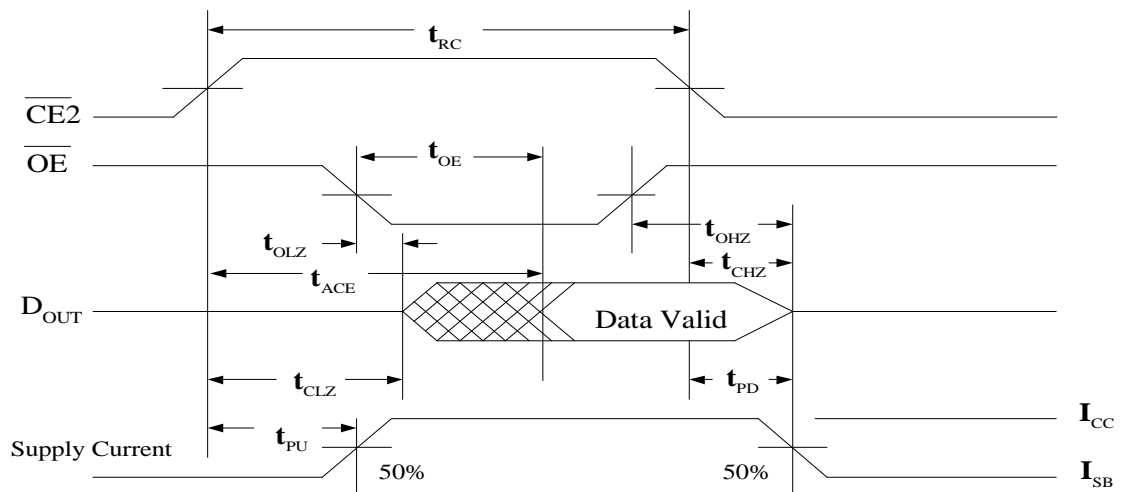 tRC
CE2
OE
tOE
tOHZ
tOLZ
tCHZ
tACE
DOUT
Data Valid
tCLZ
tPD
ICC
tPU
Supply Current
50%
50%
ISB